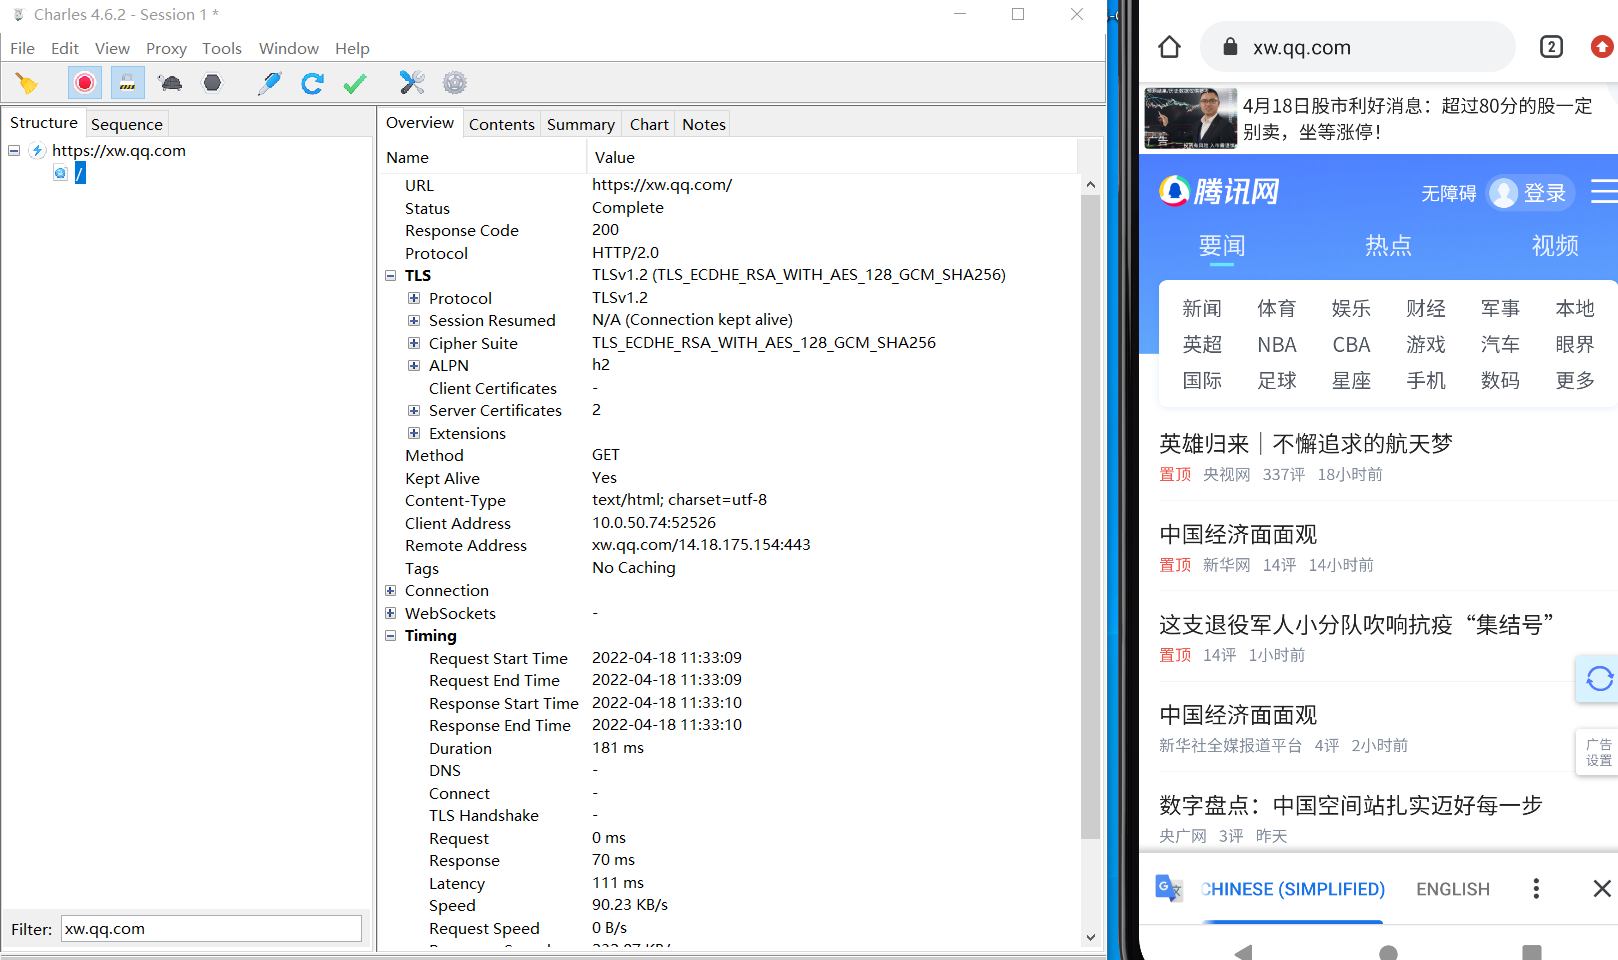 Charles 4.6.2 - Session 1 *
File Edit View Proxy Tools Window Help
Structure Sequence
https://xw.qq.com
/
Filter: xw.qq.com
Overview Contents Summary Chart Notes
Name Value
URL https://xw.qq.com/
Status Complete
Response Code 200
Protocol HTTP/2.0
TLS TLSv1.2 (TLS_ECDHE_RSA_WITH_AES_128_GCM_SHA256)
Protocol TLSv1.2
Session Resumed N/A (Connection kept alive)
Cipher Suite TLS_ECDHE_RSA_WITH_AES_128_GCM_SHA256
ALPN h2
Client Certificates -
Server Certificates 2
Extensions
Method GET
Kept Alive Yes
Content-Type text/html; charset=utf-8
Client Address 10.0.50.74:52526
Remote Address xw.qq.com/14.18.175.154:443
Tags No Caching
Connection
WebSockets -
Timing
Request Start Time 2022-04-18 11:33:09
Request End Time 2022-04-18 11:33:09
Response Start Time 2022-04-18 11:33:10
Response End Time 2022-04-18 11:33:10
Duration 181 ms
DNS -
Connect -
TLS Handshake -
Request 0 ms
Response 70 ms
Latency 111 ms
Speed 90.23 KB/s
Request Speed 0 B/s
xw.qq.com 2
4月18日股市利好消息：超过80分的股一定
别卖，坐等涨停！
广告
腾讯网 无障碍 登录
要闻 热点 视频
新闻 体育 娱乐 财经 军事 本地
英超 NBA CBA 游戏 汽车 眼界
国际 足球 星座 手机 数码 更多
英雄归来｜不懈追求的航天梦
置顶 央视网 337评 18小时前
中国经济面面观
置顶 新华网 14评 14小时前
这支退役军人小分队吹响抗疫“集结号”
置顶 14评 1小时前
中国经济面面观
新华社全媒报道平台 4评 2小时前
广告
设置
数字盘点：中国空间站扎实迈好每一步
央广网 3评 昨天
CHINESE (SIMPLIFIED) ENGLISH